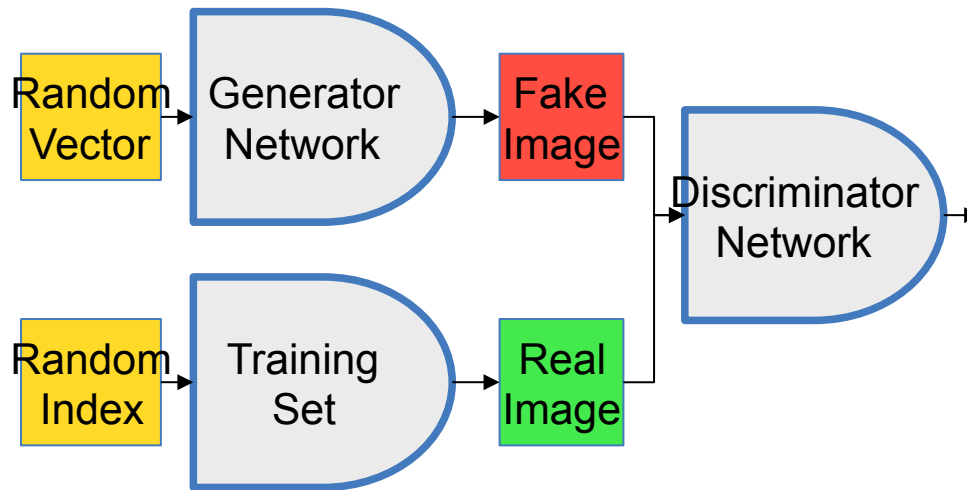 Random
Vector
Generator
Network
Fake
Image
Discriminator
Network
Random
Index
Training
Set
Real
Image